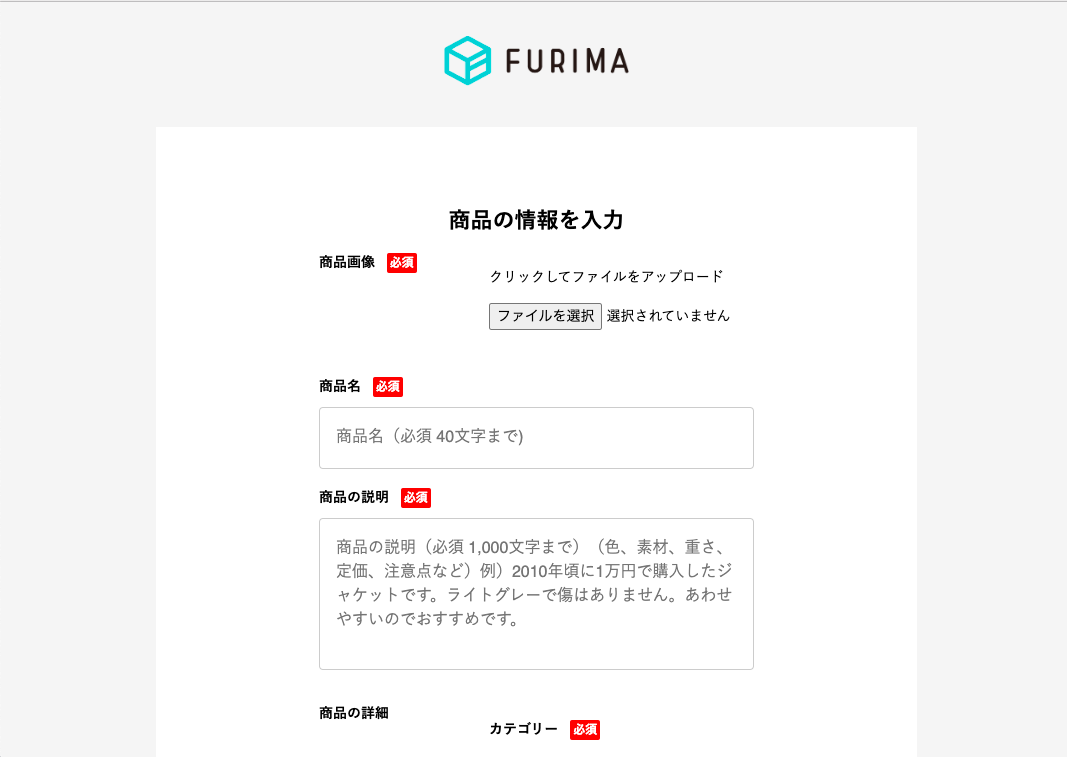 FURIMA
商品の情報を入力
商品画像 必須
クリックしてファイルをアップロード
ファイルを選択 選択されていません
商品名 必須
商品名（必須 40文字まで)
商品の説明 必須
商品の説明（必須 1,000文字まで）（色、素材、重さ、
定価、注意点など）例）2010年頃に1万円で購入したジ
ャケットです。ライトグレーで傷はありません。あわせ
やすいのでおすすめです。
商品の詳細
カテゴリー 必須